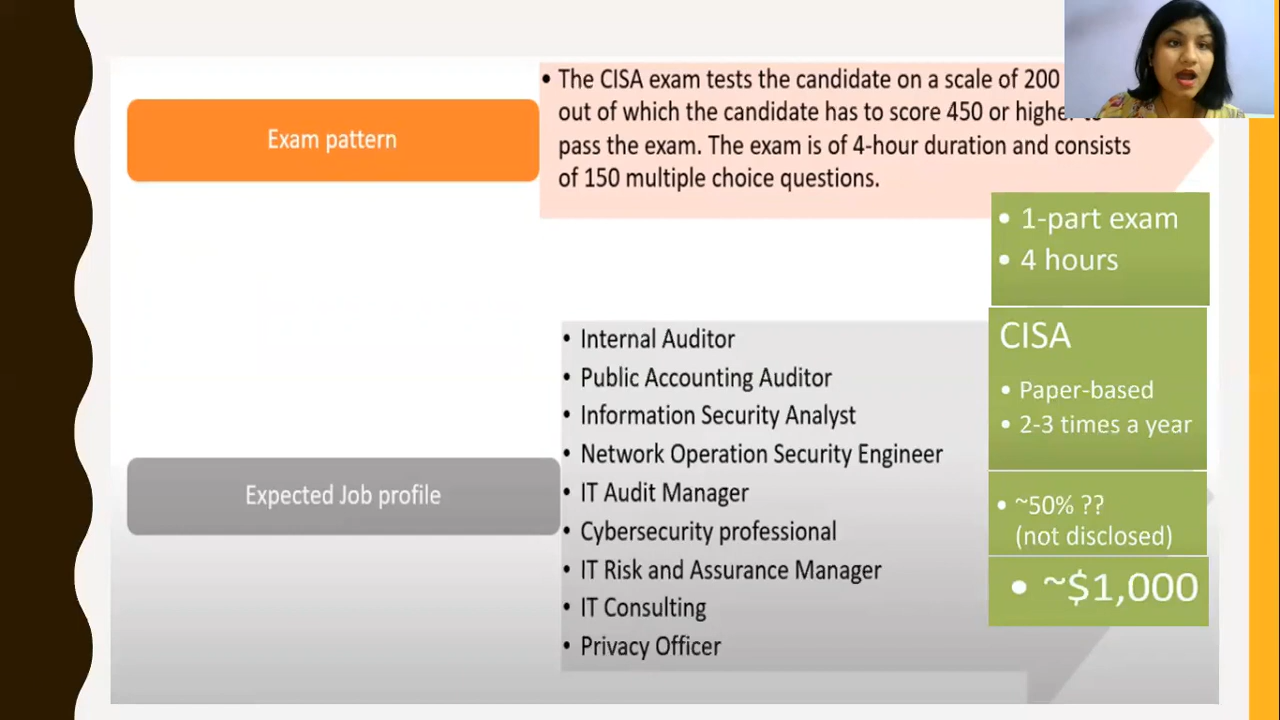 Exam pattern
• The CISA exam tests the candidate on a scale of 200
out of which the candidate has to score 450 or higher
pass the exam. The exam is of 4-hour duration and consists
of 150 multiple choice questions.
• 1-part exam
• 4 hours
CISA
• Paper-based
• 2-3 times a year
• ~50% ??
(not disclosed)
• ~$1,000
Expected Job profile
• Internal Auditor
• Public Accounting Auditor
• Information Security Analyst
• Network Operation Security Engineer
• IT Audit Manager
• Cybersecurity professional
• IT Risk and Assurance Manager
• IT Consulting
• Privacy Officer